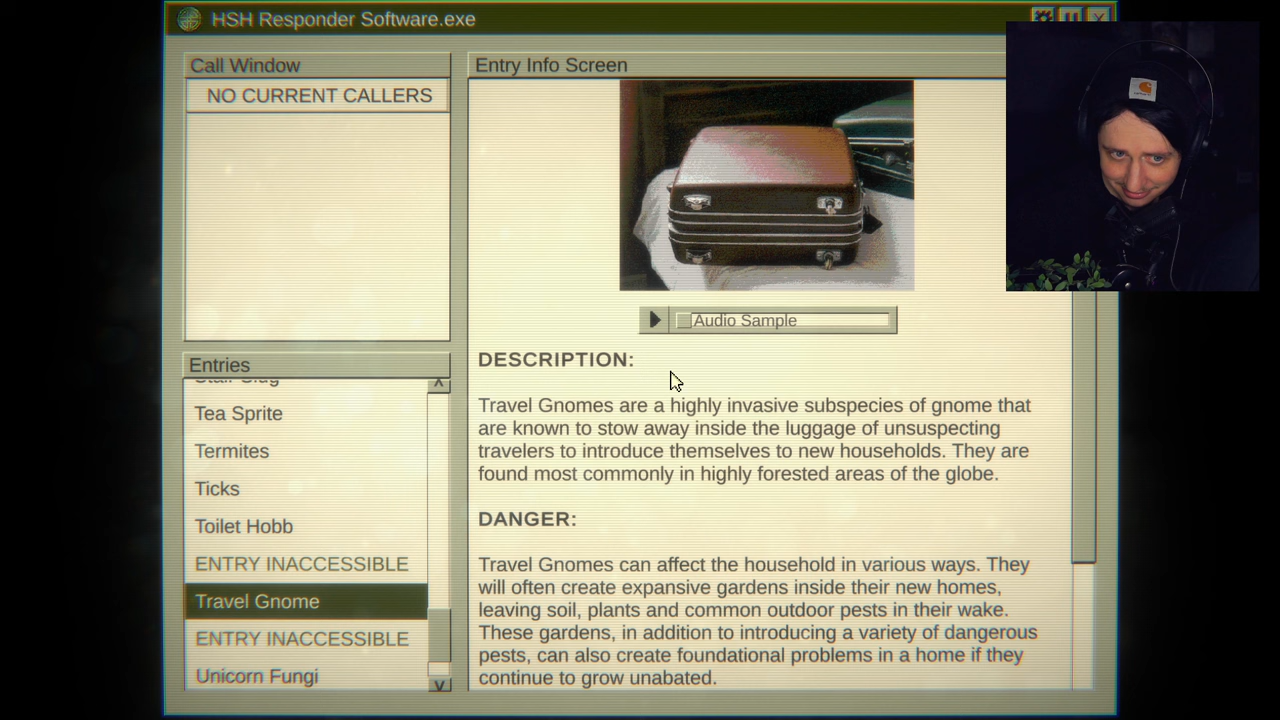 HSH Responder Software.exe
Call Window
NO CURRENT CALLERS
Entries
Stair Slug
Tea Sprite
Termites
Ticks
Toilet Hobb
ENTRY INACCESSIBLE
Travel Gnome
ENTRY INACCESSIBLE
Unicorn Fungi
Entry Info Screen
Audio Sample
DESCRIPTION:
Travel Gnomes are a highly invasive subspecies of gnome that
are known to stow away inside the luggage of unsuspecting
travelers to introduce themselves to new households. They are
found most commonly in highly forested areas of the globe.
DANGER:
Travel Gnomes can affect the household in various ways. They
will often create expansive gardens inside their new homes,
leaving soil, plants and common outdoor pests in their wake.
These gardens, in addition to introducing a variety of dangerous
pests, can also create foundational problems in a home if they
continue to grow unabated.